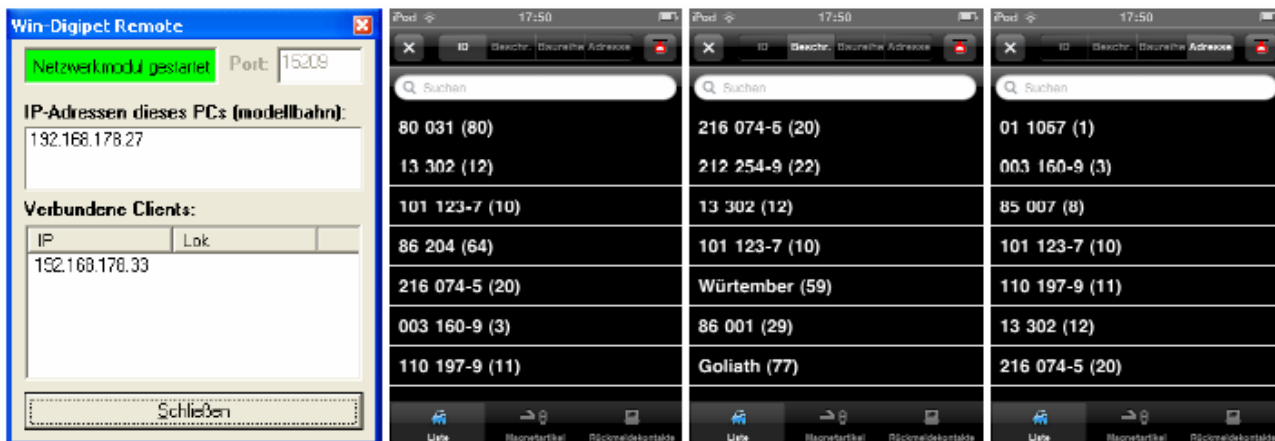 Win-Digipet Remote
Netzwerkmodul gestartet
Port: 15209
IP-Adressen dieses PCs (modellbahn):
192.168.178.27
Verbundene Clients:
IP Lok
192.168.178.33
Schließen
iPod 17:50
ID Beschr. Baureihe Adresse
Suchen
80 031 (80)
13 302 (12)
101 123-7 (10)
86 204 (64)
216 074-5 (20)
003 160-9 (3)
110 197-9 (11)
Liste Magnetartikel Rückmeldekontakte
iPod 17:50
ID Beschr. Baureihe Adresse
Suchen
216 074-5 (20)
212 254-9 (22)
13 302 (12)
101 123-7 (10)
Würtember (59)
86 001 (29)
Goliath (77)
Liste Magnetartikel Rückmeldekontakte
iPod 17:50
ID Beschr. Baureihe Adresse
Suchen
01 1057 (1)
003 160-9 (3)
85 007 (8)
101 123-7 (10)
110 197-9 (11)
13 302 (12)
216 074-5 (20)
Liste Magnetartikel Rückmeldekontakte